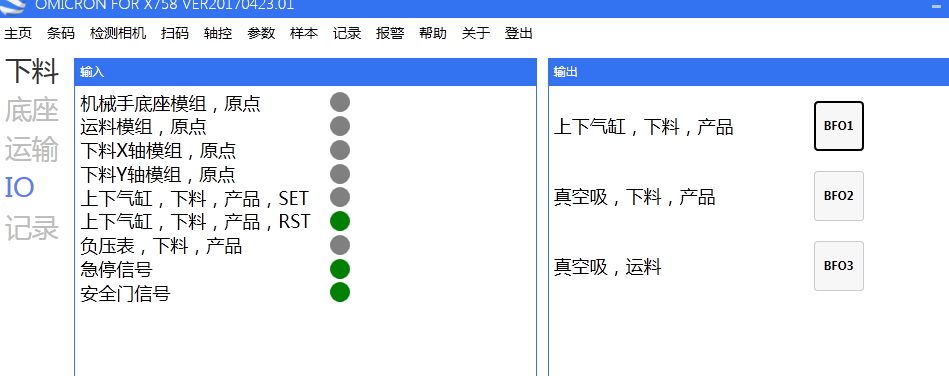 OMICRON FOR X758 VER20170423.01
主页 条码 检测相机 扫码 轴控 参数 样本 记录 报警 帮助 关于 登出
下料
底座
运输
IO
记录
输入
机械手底座模组，原点
运料模组，原点
下料X轴模组，原点
下料Y轴模组，原点
上下气缸，下料，产品，SET
上下气缸，下料，产品，RST
负压表，下料，产品
急停信号
安全门信号
输出
上下气缸，下料，产品 BFO1
真空吸，下料，产品 BFO2
真空吸，运料 BFO3